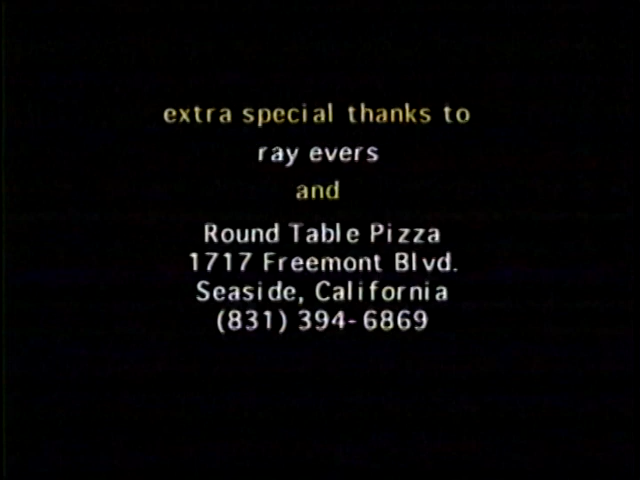 extra special thanks to
ray evers
and
Round Table Pizza
1717 Freemont Blvd.
Seaside, California
(831) 394-6869